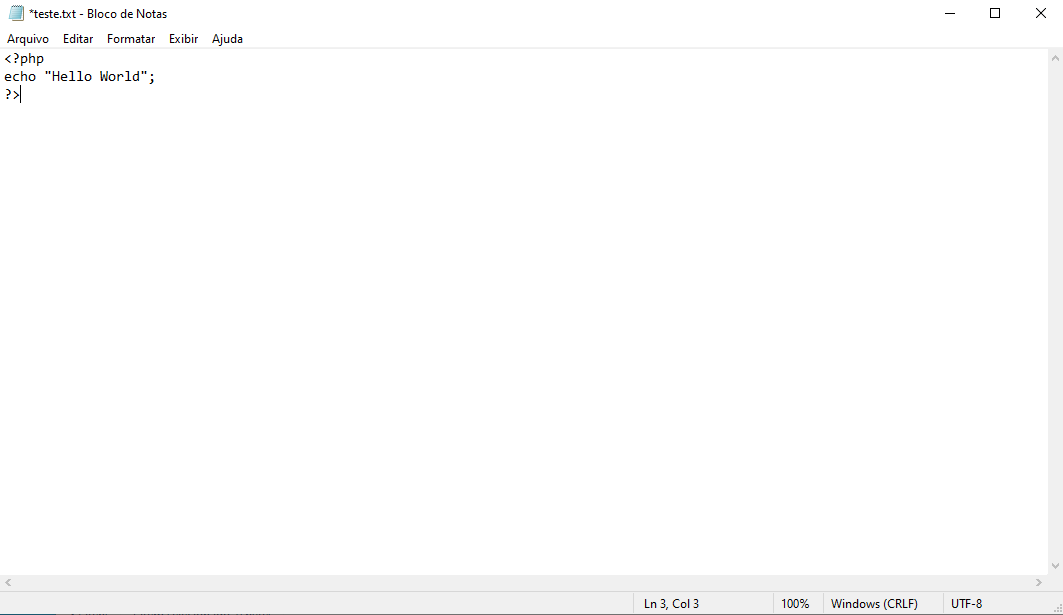 *teste.txt - Bloco de Notas
Arquivo Editar Formatar Exibir Ajuda
<?php
echo "Hello World";
?>
Ln 3, Col 3 100% Windows (CRLF) UTF-8